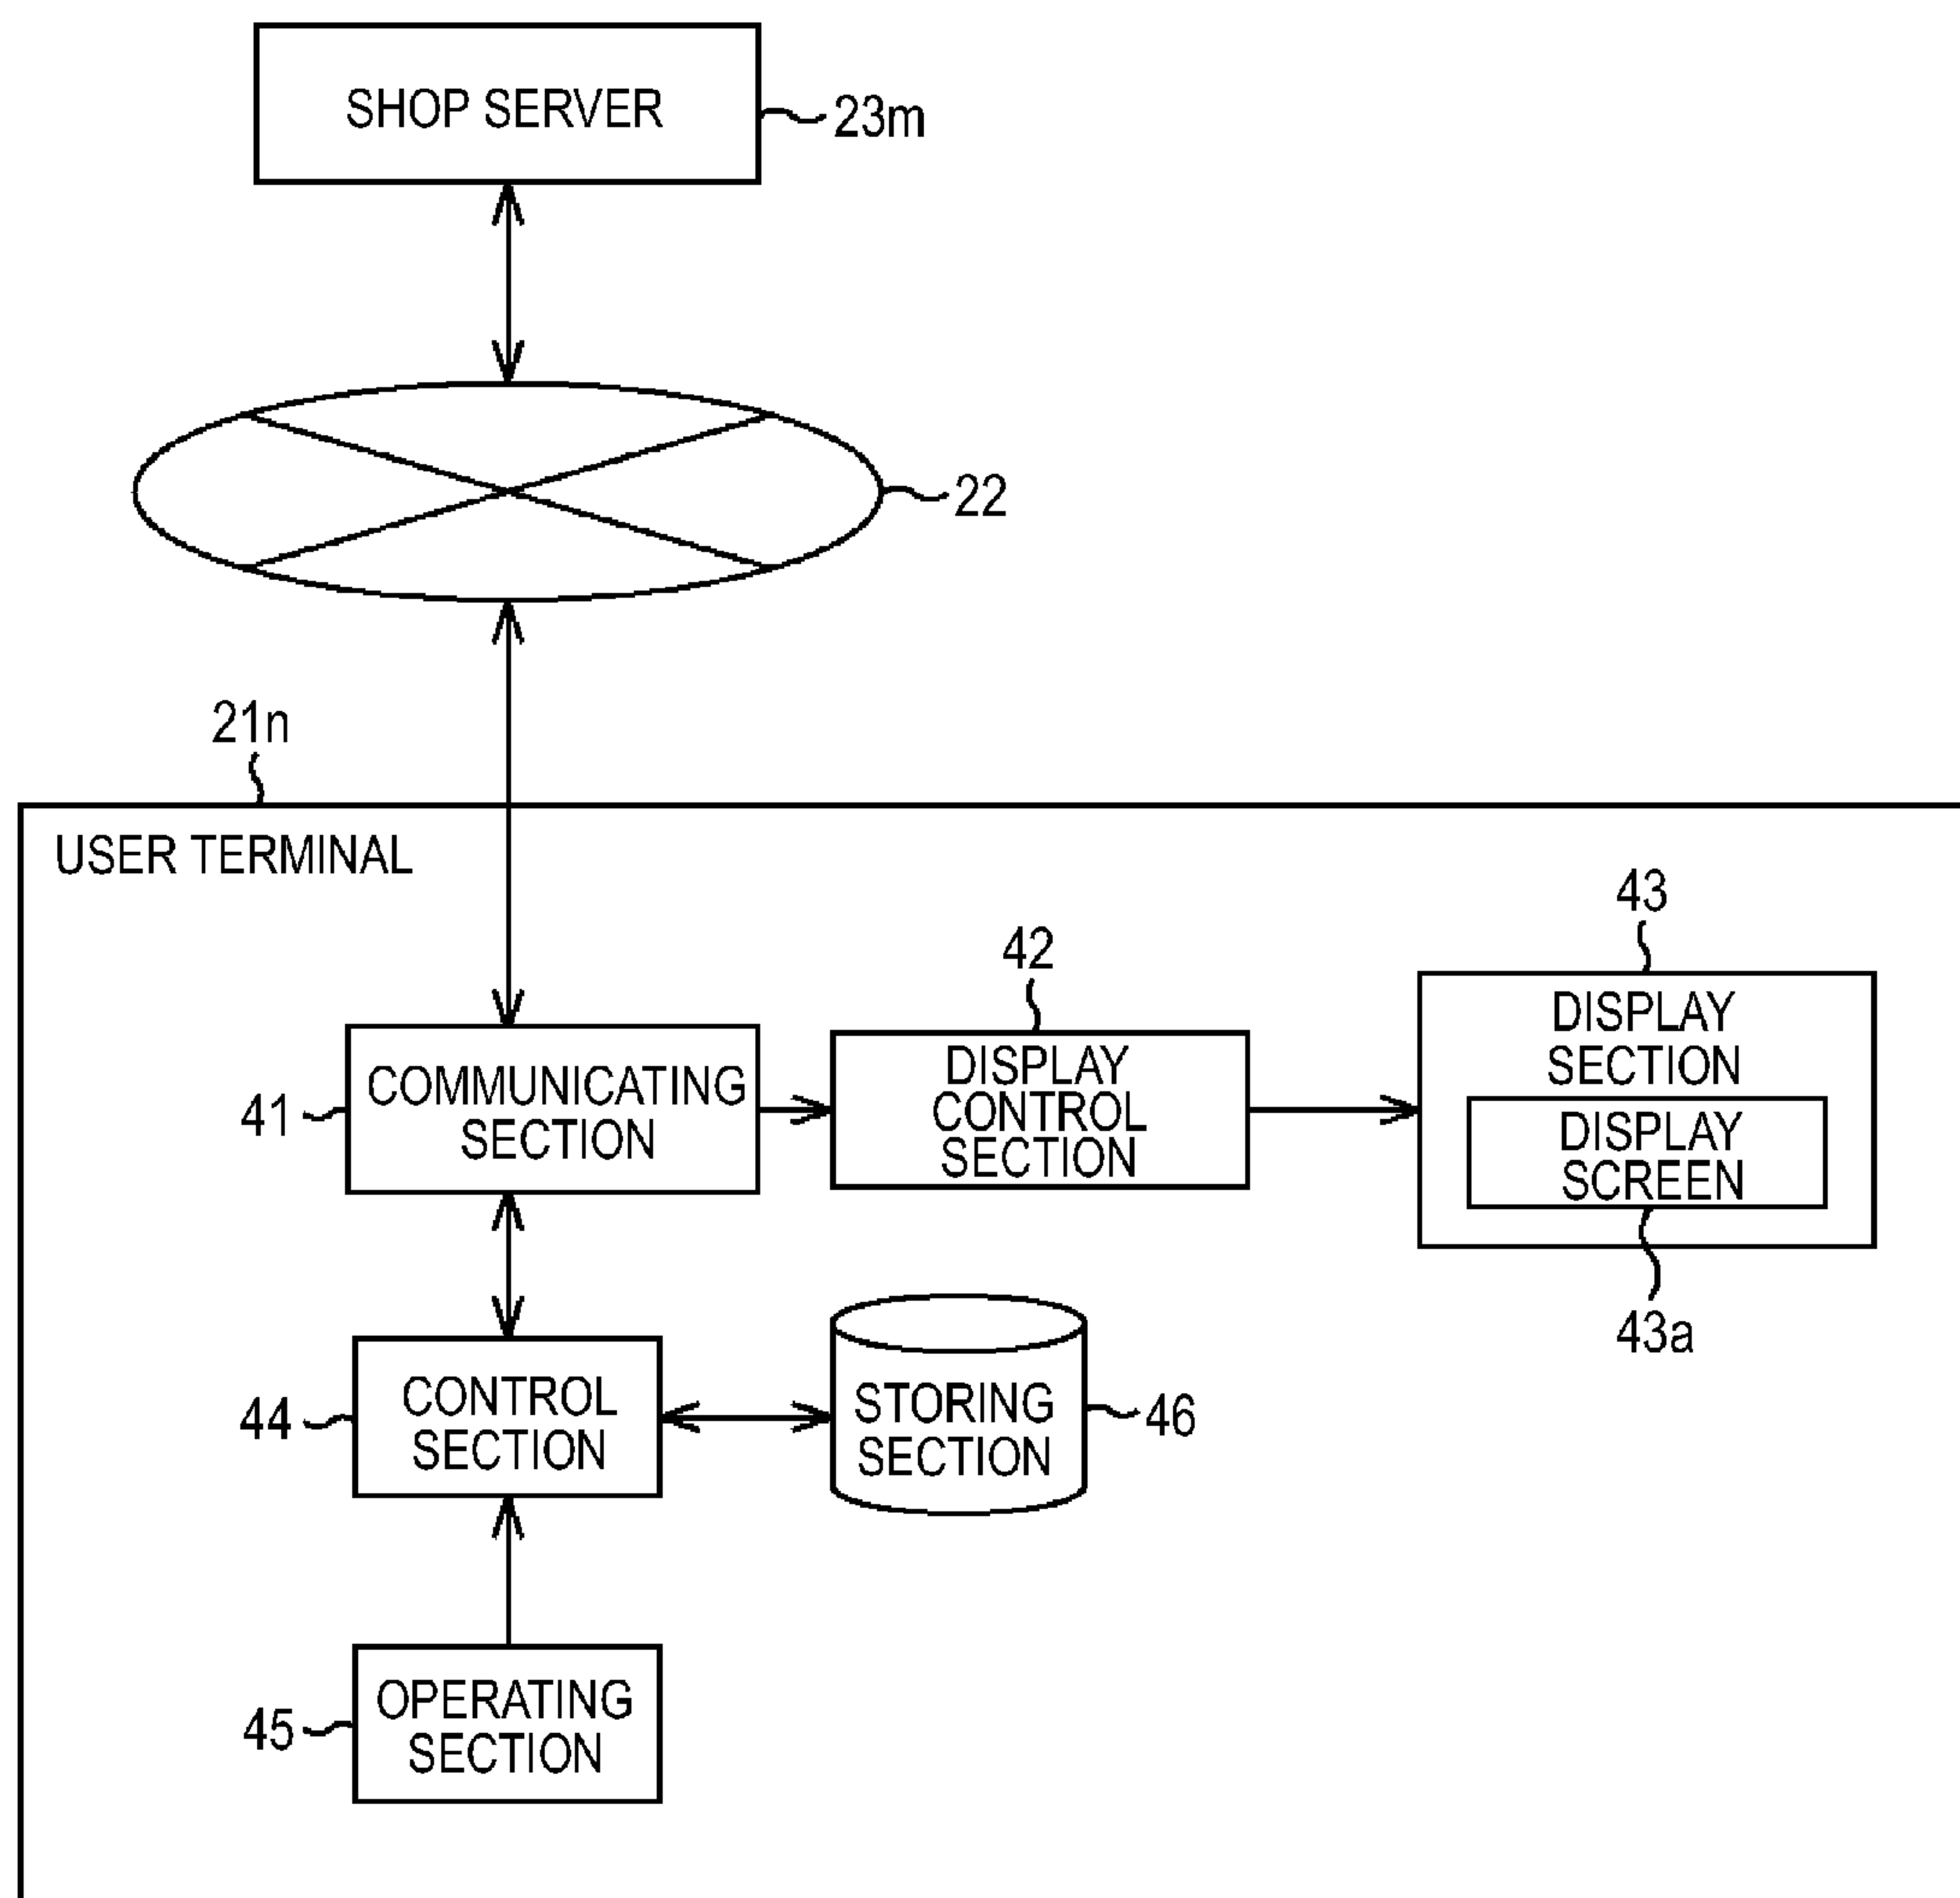 SHOP SERVER
23m
22
21n
USER TERMINAL
43
42
DISPLAY
SECTION
DISPLAY
SCREEN
43a
DISPLAY
CONTROL
SECTION
COMMUNICATING
SECTION
41
CONTROL
SECTION
44
STORING
SECTION
46
OPERATING
SECTION
45